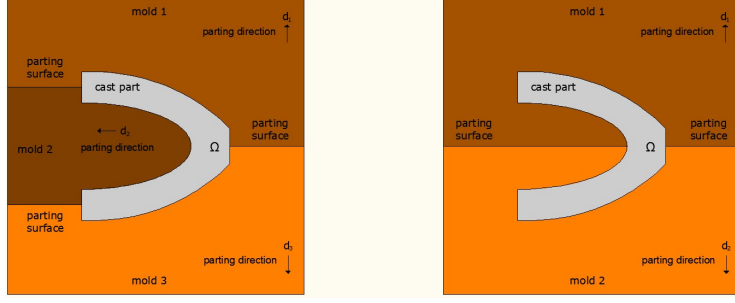 mold 1
d₁
parting direction
parting
surface
cast part
parting
surface
d₂
mold 2
parting direction
Ω
parting
surface
d₃
parting direction
mold 3
mold 1
d₁
parting direction
cast part
parting
surface
parting
surface
Ω
d₂
parting direction
mold 2